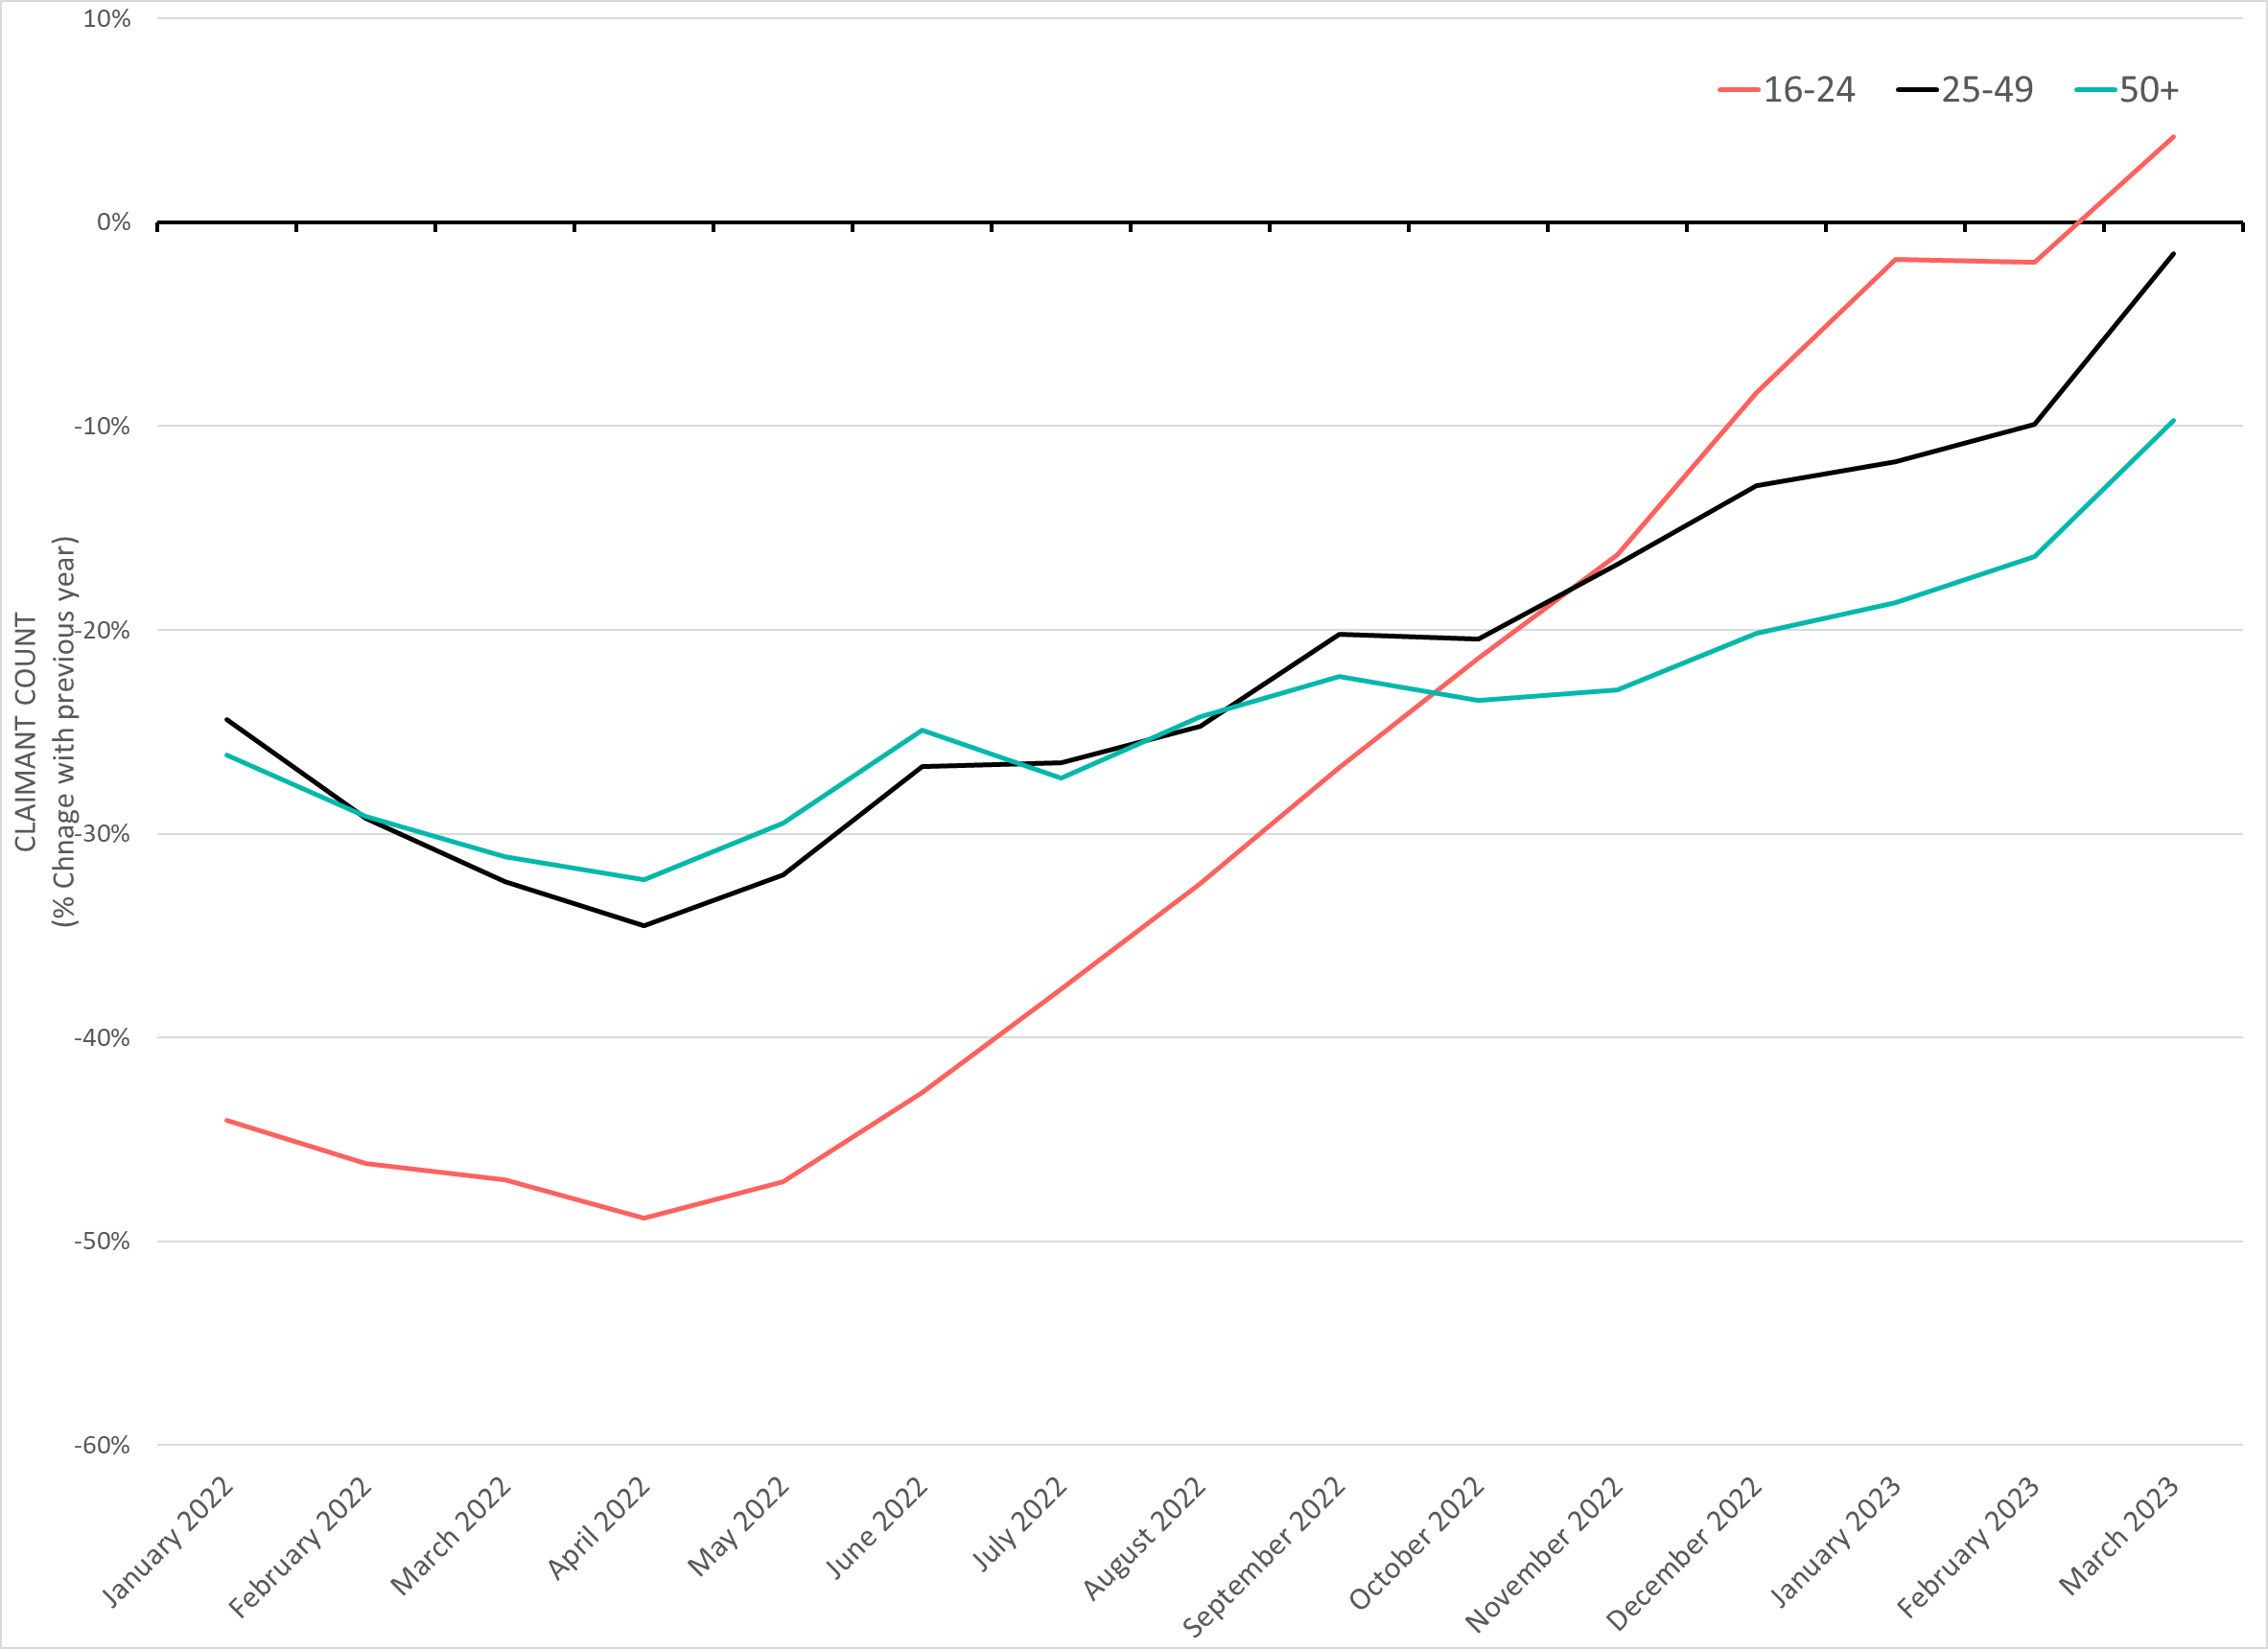 10%
16-24
25-49
50+
0%
-10%
-20%
-30%
-40%
-50%
-60%
CLAIMANT COUNT
(% Chnage with previous year)
January 2022
February 2022
March 2022
April 2022
May 2022
June 2022
July 2022
August 2022
September 2022
October 2022
November 2022
December 2022
January 2023
February 2023
March 2023